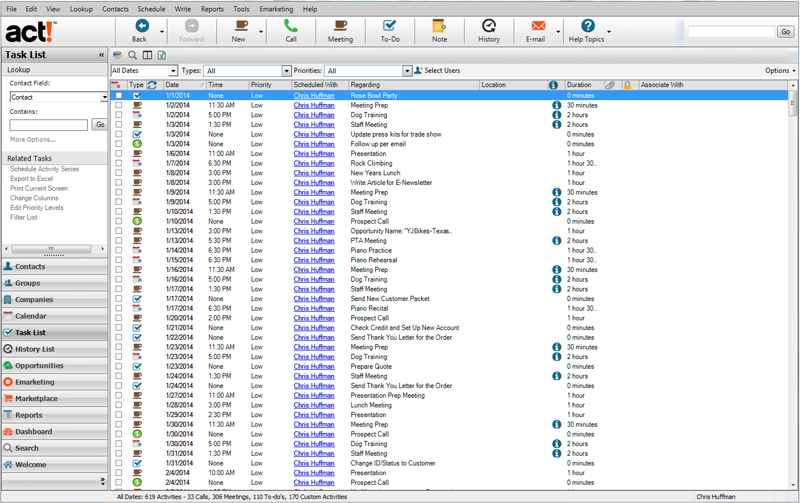 File Edit View Lookup Contacts Schedule Write Reports Tools Emarketing Help
act!
Back Forward New Call Meeting To-Do Note History E-mail Help Topics Go
Task List «
Lookup
Contact Field:
Contact
Contains:
Go
More Options...
Related Tasks
Schedule Activity Series
Export to Excel
Print Current Screen
Change Columns
Edit Priority Levels
Filter List
Contacts
Groups
Companies
Calendar
Task List
History List
Opportunities
Emarketing
Marketplace
Reports
Dashboard
Search
Welcome
All Dates Types: All Priorities: All Select Users Options
Type Date Time Priority Scheduled With Regarding Location Duration Associate With
1/1/2014 None Low Chris Huffman Rose Bowl Party 0 minutes
1/2/2014 11:30 AM Low Chris Huffman Meeting Prep 30 minutes
1/2/2014 5:00 PM Low Chris Huffman Dog Training 2 hours
1/3/2014 1:30 PM Low Chris Huffman Staff Meeting 2 hours
1/3/2014 None Low Chris Huffman Update press kits for trade show 0 minutes
1/3/2014 None Low Chris Huffman Follow up per email 0 minutes
1/6/2014 11:00 AM Low Chris Huffman Presentation 1 hour
1/7/2014 6:30 PM Low Chris Huffman Rock Climbing 1 hour 30...
1/8/2014 3:00 PM Low Chris Huffman New Years Lunch 1 hour
1/8/2014 3:00 PM Low Chris Huffman Write Article for E-Newsletter 1 hour
1/9/2014 11:30 AM Low Chris Huffman Meeting Prep 30 minutes
1/9/2014 5:00 PM Low Chris Huffman Dog Training 2 hours
1/10/2014 1:30 PM Low Chris Huffman Staff Meeting 2 hours
1/10/2014 None Low Chris Huffman Prospect Call 0 minutes
1/13/2014 3:00 PM Low Chris Huffman Opportunity Name: "YJBikes-Texas.. 1 hour
1/13/2014 5:30 PM Low Chris Huffman PTA Meeting 2 hours
1/14/2014 6:30 PM Low Chris Huffman Piano Practice 1 hour 30...
1/15/2014 6:30 PM Low Chris Huffman Piano Rehearsal 1 hour 30...
1/16/2014 11:30 AM Low Chris Huffman Meeting Prep 30 minutes
1/16/2014 5:00 PM Low Chris Huffman Dog Training 2 hours
1/17/2014 1:30 PM Low Chris Huffman Staff Meeting 2 hours
1/17/2014 None Low Chris Huffman Send New Customer Packet 0 minutes
1/17/2014 6:30 PM Low Chris Huffman Piano Recital 1 hour 30...
1/20/2014 2:00 PM Low Chris Huffman Prospect Call 1 hour
1/21/2014 None Low Chris Huffman Check Credit and Set Up New Account 0 minutes
1/22/2014 None Low Chris Huffman Send Thank You Letter for the Order 0 minutes
1/23/2014 11:30 AM Low Chris Huffman Meeting Prep 30 minutes
1/23/2014 5:00 PM Low Chris Huffman Dog Training 2 hours
1/23/2014 None Low Chris Huffman Prepare Quote 0 minutes
1/24/2014 1:30 PM Low Chris Huffman Staff Meeting 2 hours
1/24/2014 None Low Chris Huffman Send Thank You Letter for the Order 0 minutes
1/27/2014 11:00 AM Low Chris Huffman Presentation Prep Meeting 1 hour
1/28/2014 3:00 PM Low Chris Huffman Lunch Meeting 1 hour
1/29/2014 2:30 PM Low Chris Huffman Presentation 1 hour
1/30/2014 11:30 AM Low Chris Huffman Meeting Prep 30 minutes
1/30/2014 None Low Chris Huffman Prospect Call 0 minutes
1/30/2014 5:00 PM Low Chris Huffman Dog Training 2 hours
1/31/2014 1:30 PM Low Chris Huffman Staff Meeting 2 hours
1/31/2014 None Low Chris Huffman Change ID/Status to Customer 0 minutes
2/4/2014 10:00 AM Low Chris Huffman Presentation 1 hour
2/4/2014 None Low Chris Huffman Prospect Call 0 minutes
All Dates: 619 Activities - 33 Calls, 306 Meetings, 110 To-do's, 170 Custom Activities Chris Huffman